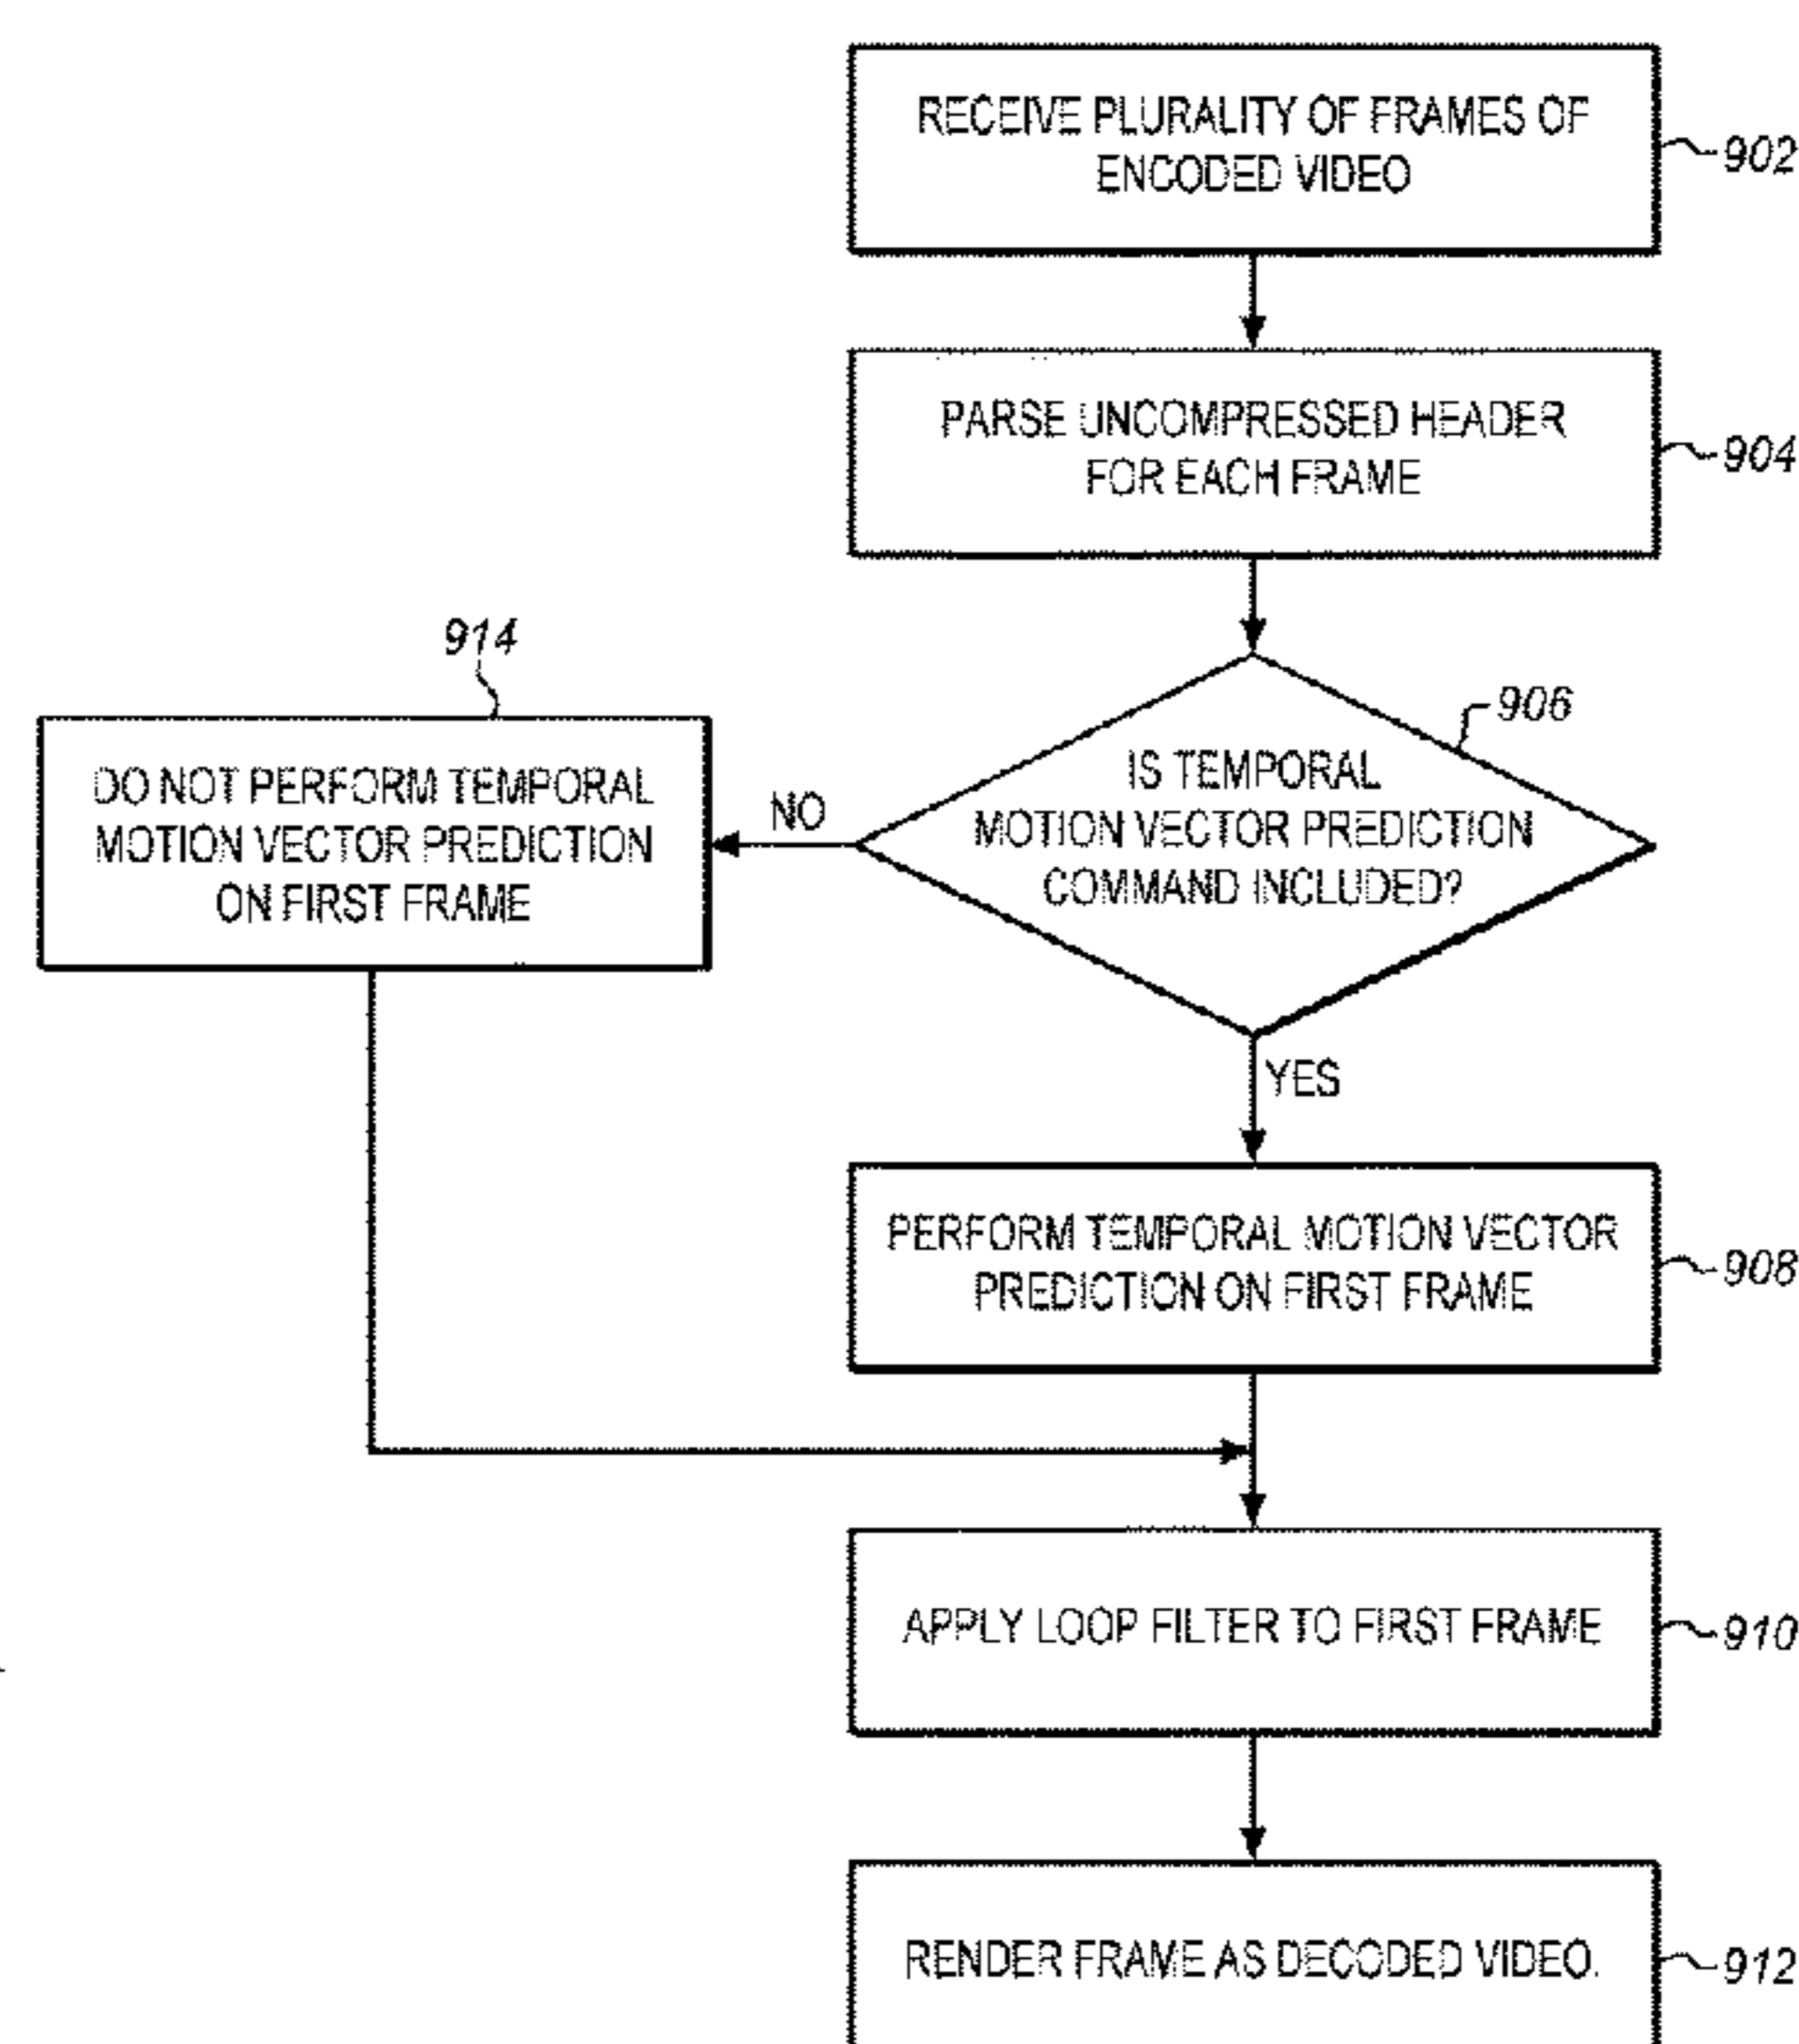 RECEIVE PLURALITY OF FRAMES OF
ENCODED VIDEO
902
PARSE UNCOMPRESSED HEADER
FOR EACH FRAME
904
914
906
DO NOT PERFORM TEMPORAL
MOTION VECTOR PREDICTION
ON FIRST FRAME
NO
IS TEMPORAL
MOTION VECTOR PREDICTION
COMMAND INCLUDED?
YES
PERFORM TEMPORAL MOTION VECTOR
PREDICTION ON FIRST FRAME
908
APPLY LOOP FILTER TO FIRST FRAME
910
RENDER FRAME AS DECODED VIDEO.
912